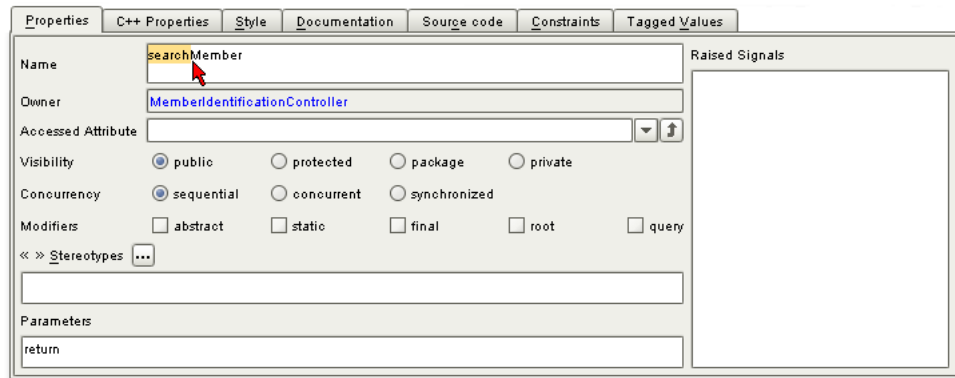 Properties C++ Properties Style Documentation Source code Constraints Tagged Values
Name searchMember Raised Signals
Owner MemberIdentificationController
Accessed Attribute
Visibility public protected package private
Concurrency sequential concurrent synchronized
Modifiers abstract static final root query
« » Stereotypes ...
Parameters
return